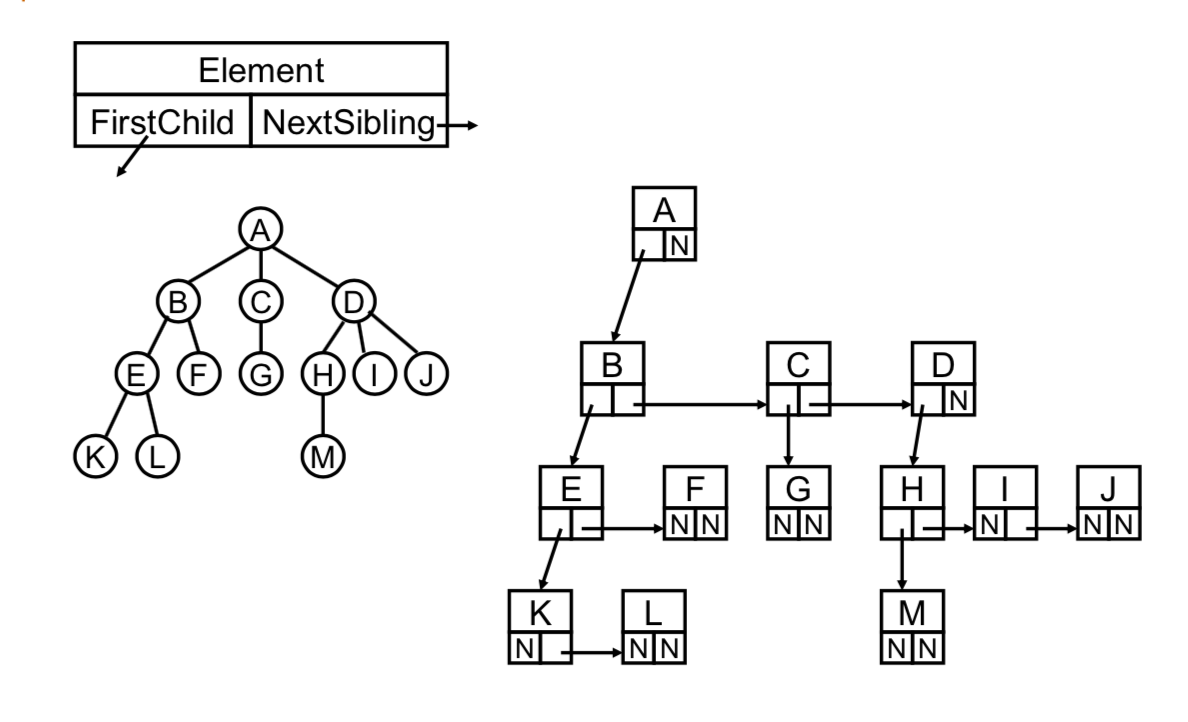 Element
FirstChild NextSibling
A
B C D
E F G H I J
K L M
A
N
B C D
N
E F G H I J
N N N N N N N
K L M
N N N N N